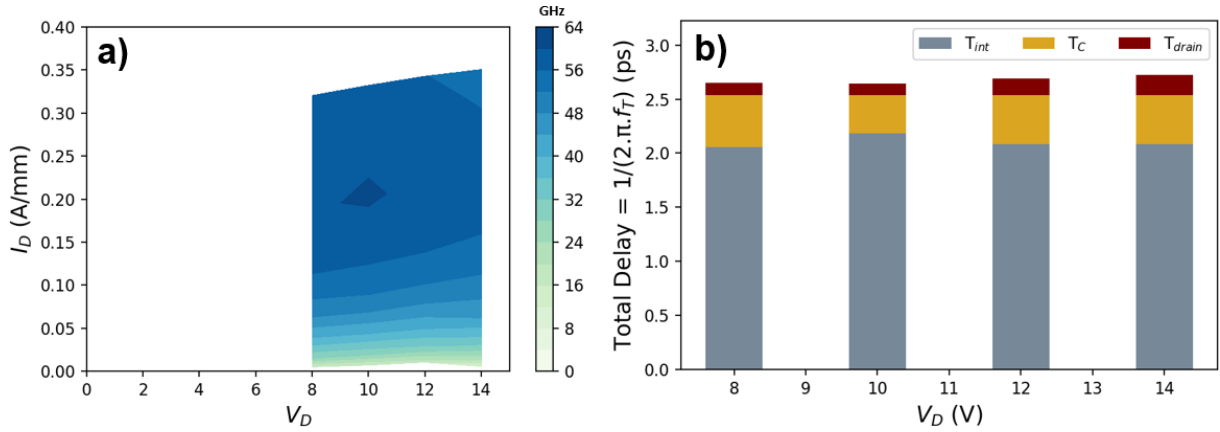 a)
GHz
I_D (A/mm)
0.40
0.35
0.30
0.25
0.20
0.15
0.10
0.05
0.00
0 2 4 6 8 10 12 14
V_D
64
56
48
40
32
24
16
8
0
b)
T_int T_C T_drain
Total Delay = 1/(2.π.f_T) (ps)
3.0
2.5
2.0
1.5
1.0
0.5
0.0
8 9 10 11 12 13 14
V_D (V)